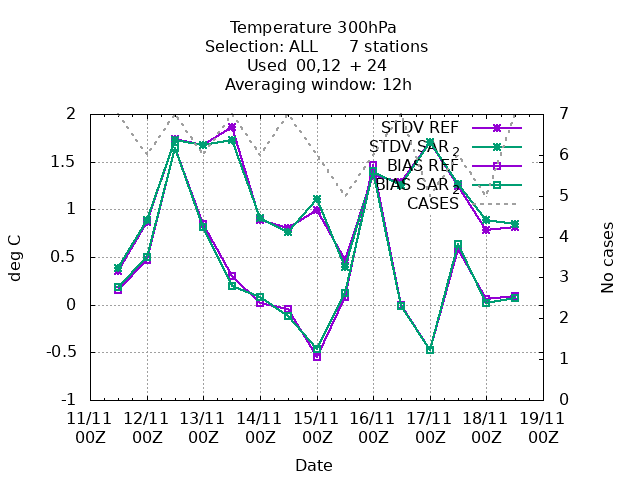 Temperature 300hPa
Selection: ALL 7 stations
Used 00,12 + 24
Averaging window: 12h
2
1.5
1
0.5
0
-0.5
-1
deg C
7
6
5
4
3
2
1
0
No cases
STDV REF
STDV SAR 2
BIAS REF
BIAS SAR 2
CASES
11/11 12/11 13/11 14/11 15/11 16/11 17/11 18/11 19/11
00Z 00Z 00Z 00Z 00Z 00Z 00Z 00Z 00Z
Date